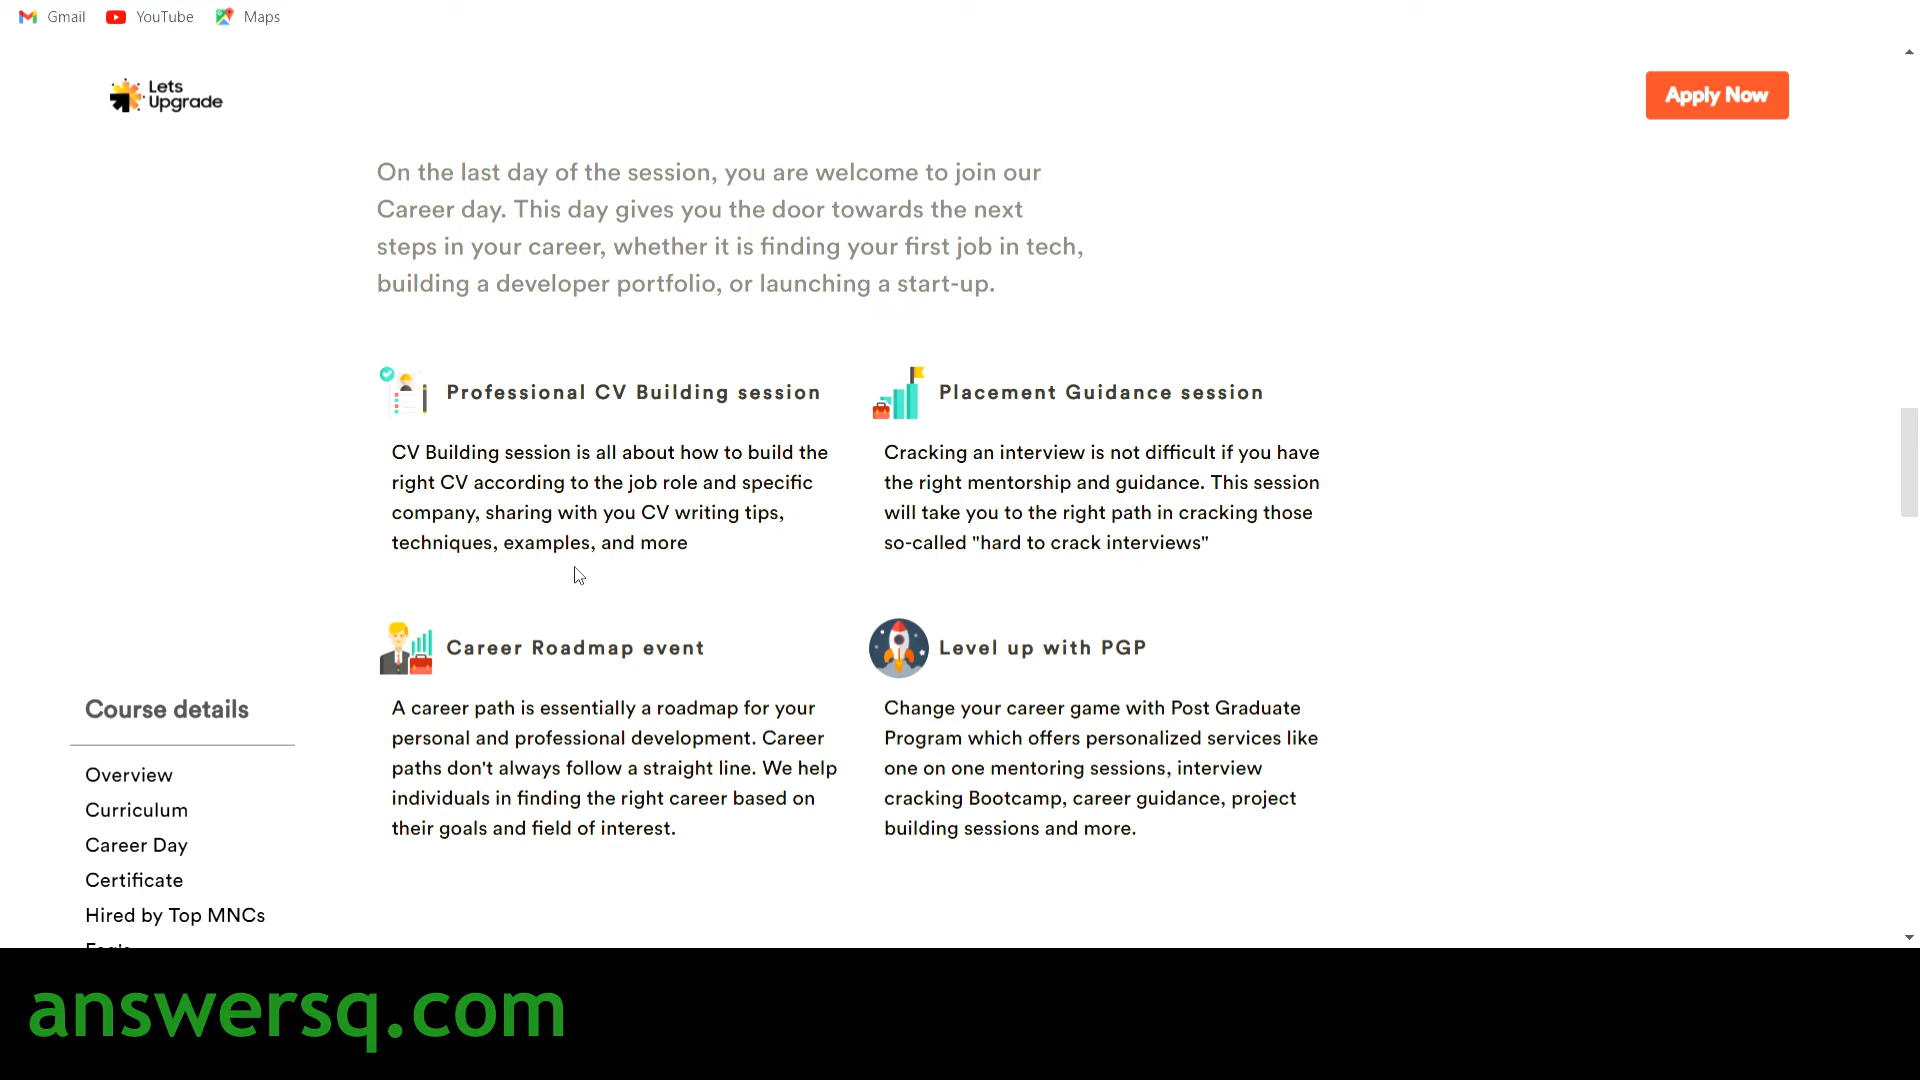 Gmail YouTube Maps
Lets
Upgrade
Apply Now
On the last day of the session, you are welcome to join our
Career day. This day gives you the door towards the next
steps in your career, whether it is finding your first job in tech,
building a developer portfolio, or launching a start-up.
Professional CV Building session
CV Building session is all about how to build the
right CV according to the job role and specific
company, sharing with you CV writing tips,
techniques, examples, and more
Placement Guidance session
Cracking an interview is not difficult if you have
the right mentorship and guidance. This session
will take you to the right path in cracking those
so-called "hard to crack interviews"
Career Roadmap event
A career path is essentially a roadmap for your
personal and professional development. Career
paths don't always follow a straight line. We help
individuals in finding the right career based on
their goals and field of interest.
Level up with PGP
Change your career game with Post Graduate
Program which offers personalized services like
one on one mentoring sessions, interview
cracking Bootcamp, career guidance, project
building sessions and more.
Course details
Overview
Curriculum
Career Day
Certificate
Hired by Top MNCs
Faq's
answersq.com